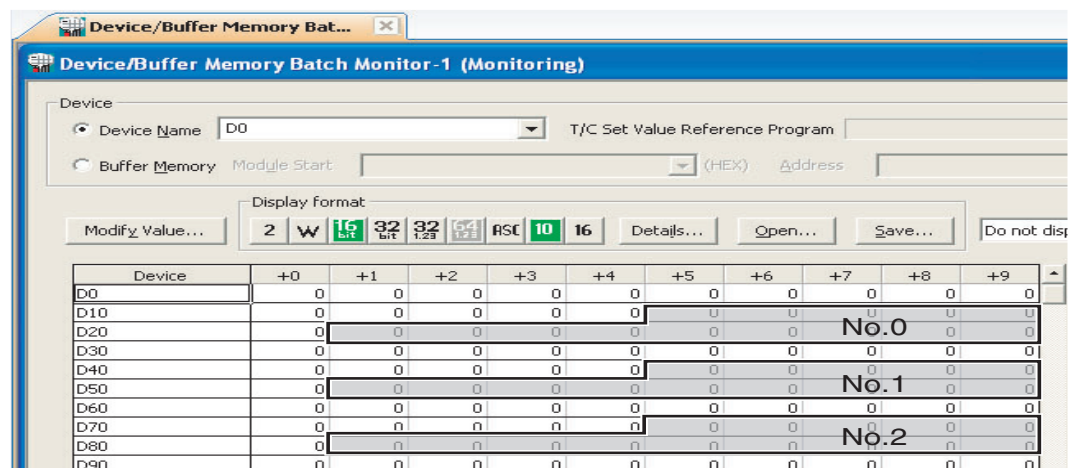 Device/Buffer Memory Bat...
Device/Buffer Memory Batch Monitor-1 (Monitoring)
Device
Device Name D0 T/C Set Value Reference Program
Buffer Memory Module Start (HEX) Address
Display format
Modify Value... 2 W 16 bit 32 bit 32 1.23 64 1.23 ASC 10 16 Details... Open... Save... Do not disp
Device +0 +1 +2 +3 +4 +5 +6 +7 +8 +9
D0 0 0 0 0 0 0 0 0 0 0
D10 0 0 0 0 0 0 0 0 0 0
No.0
D20 0 0 0 0 0 0 0 0 0 0
D30 0 0 0 0 0 0 0 0 0 0
D40 0 0 0 0 0 0 0 0 0 0
No.1
D50 0 0 0 0 0 0 0 0 0 0
D60 0 0 0 0 0 0 0 0 0 0
D70 0 0 0 0 0 0 0 0 0 0
No.2
D80 0 0 0 0 0 0 0 0 0 0
D90 0 0 0 0 0 0 0 0 0 0